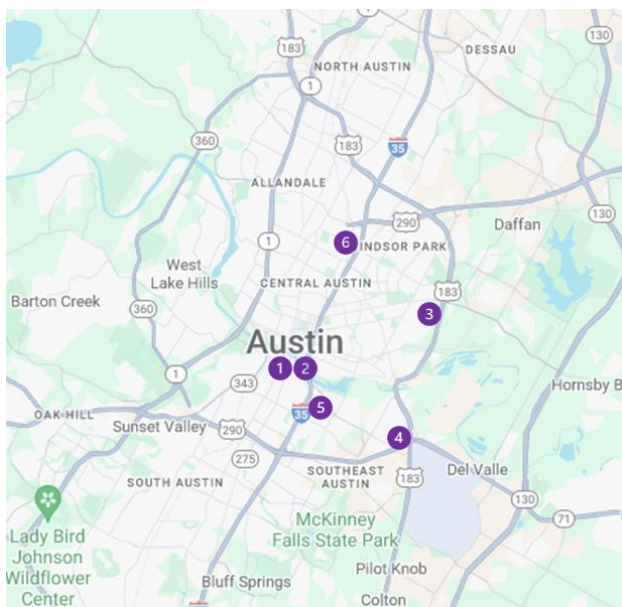 1
183
DESSAU
130
NORTH AUSTIN
1
360
183
35
ALLANDALE
290
130
6
INDSOR PARK
Daffan
1
West
Lake Hills
CENTRAL AUSTIN
183
Barton Creek
360
3
Austin
1
2
1
343
Hornsby B
5
35
OAK HILL
Sunset Valley
290
4
275
SOUTHEAST
AUSTIN
Del Valle
183
SOUTH AUSTIN
130
71
McKinney
Falls State Park
Lady Bird
Johnson
Wildflower
Center
Pilot Knob
Bluff Springs
Colton